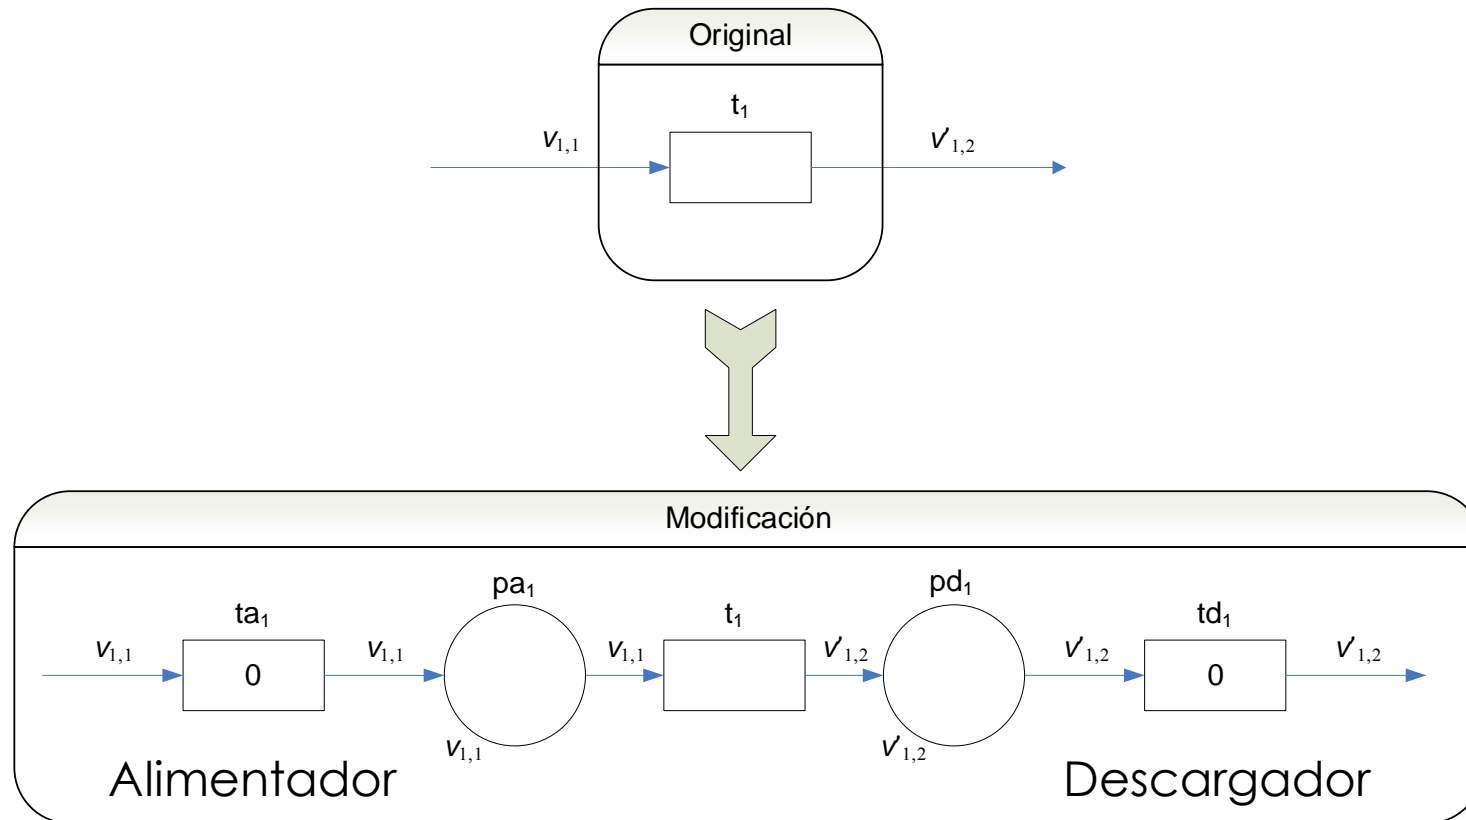 Original
t₁
v₁,₁
v'₁,₂
Modificación
pa₁
pd₁
ta₁
t₁
td₁
v₁,₁
v₁,₁
v₁,₁
v'₁,₂
v'₁,₂
v'₁,₂
0
0
v₁,₁
v'₁,₂
Alimentador
Descargador